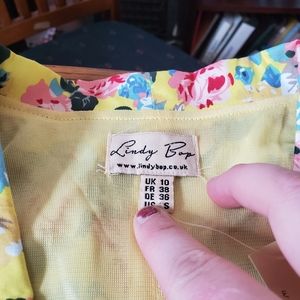 Lindy Bop
www.lindybop.co.uk
UK 10
FR 38
DE 36
US S